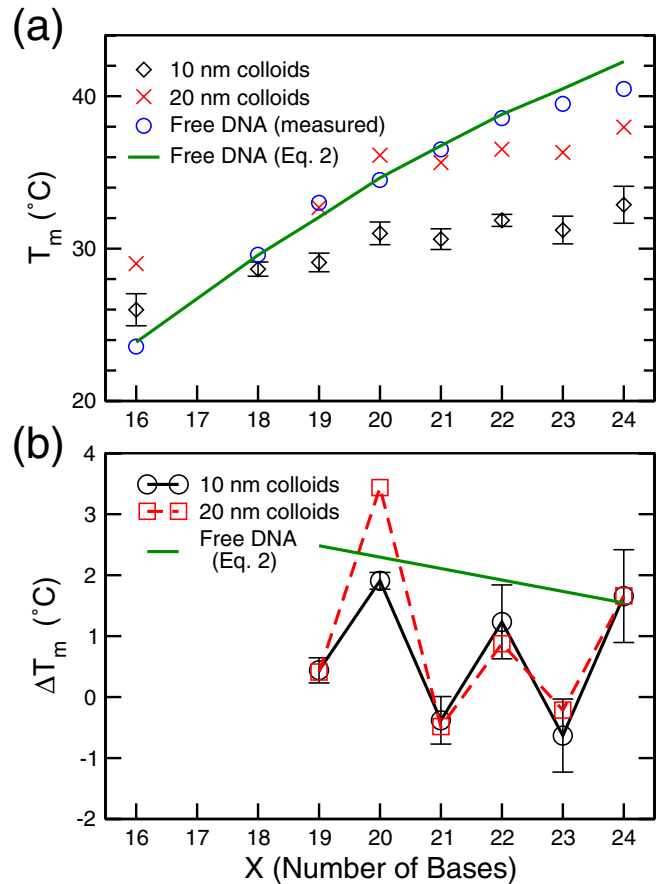 (a)
10 nm colloids
20 nm colloids
Free DNA (measured)
Free DNA (Eq. 2)
40
30
20
T_m (˚C)
16 17 18 19 20 21 22 23 24
(b)
10 nm colloids
20 nm colloids
Free DNA
(Eq. 2)
4
3
2
1
0
-1
-2
ΔT_m (˚C)
16 17 18 19 20 21 22 23 24
X (Number of Bases)